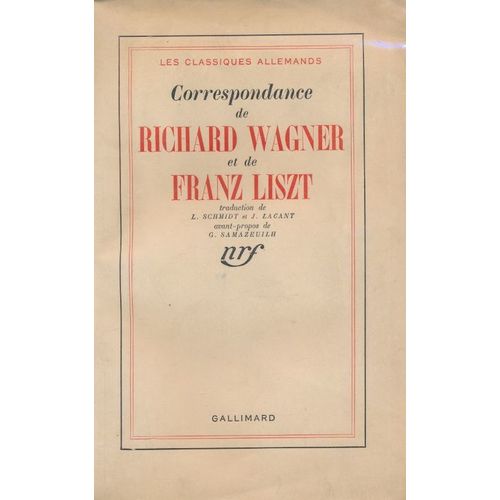 LES CLASSIQUES ALLEMANDS
Correspondance
de
RICHARD WAGNER
et de
FRANZ LISZT
traduction de
L. SCHMIDT et J. LACANT
avant-propos de
G. SAMAZEUILH
nrf
GALLIMARD